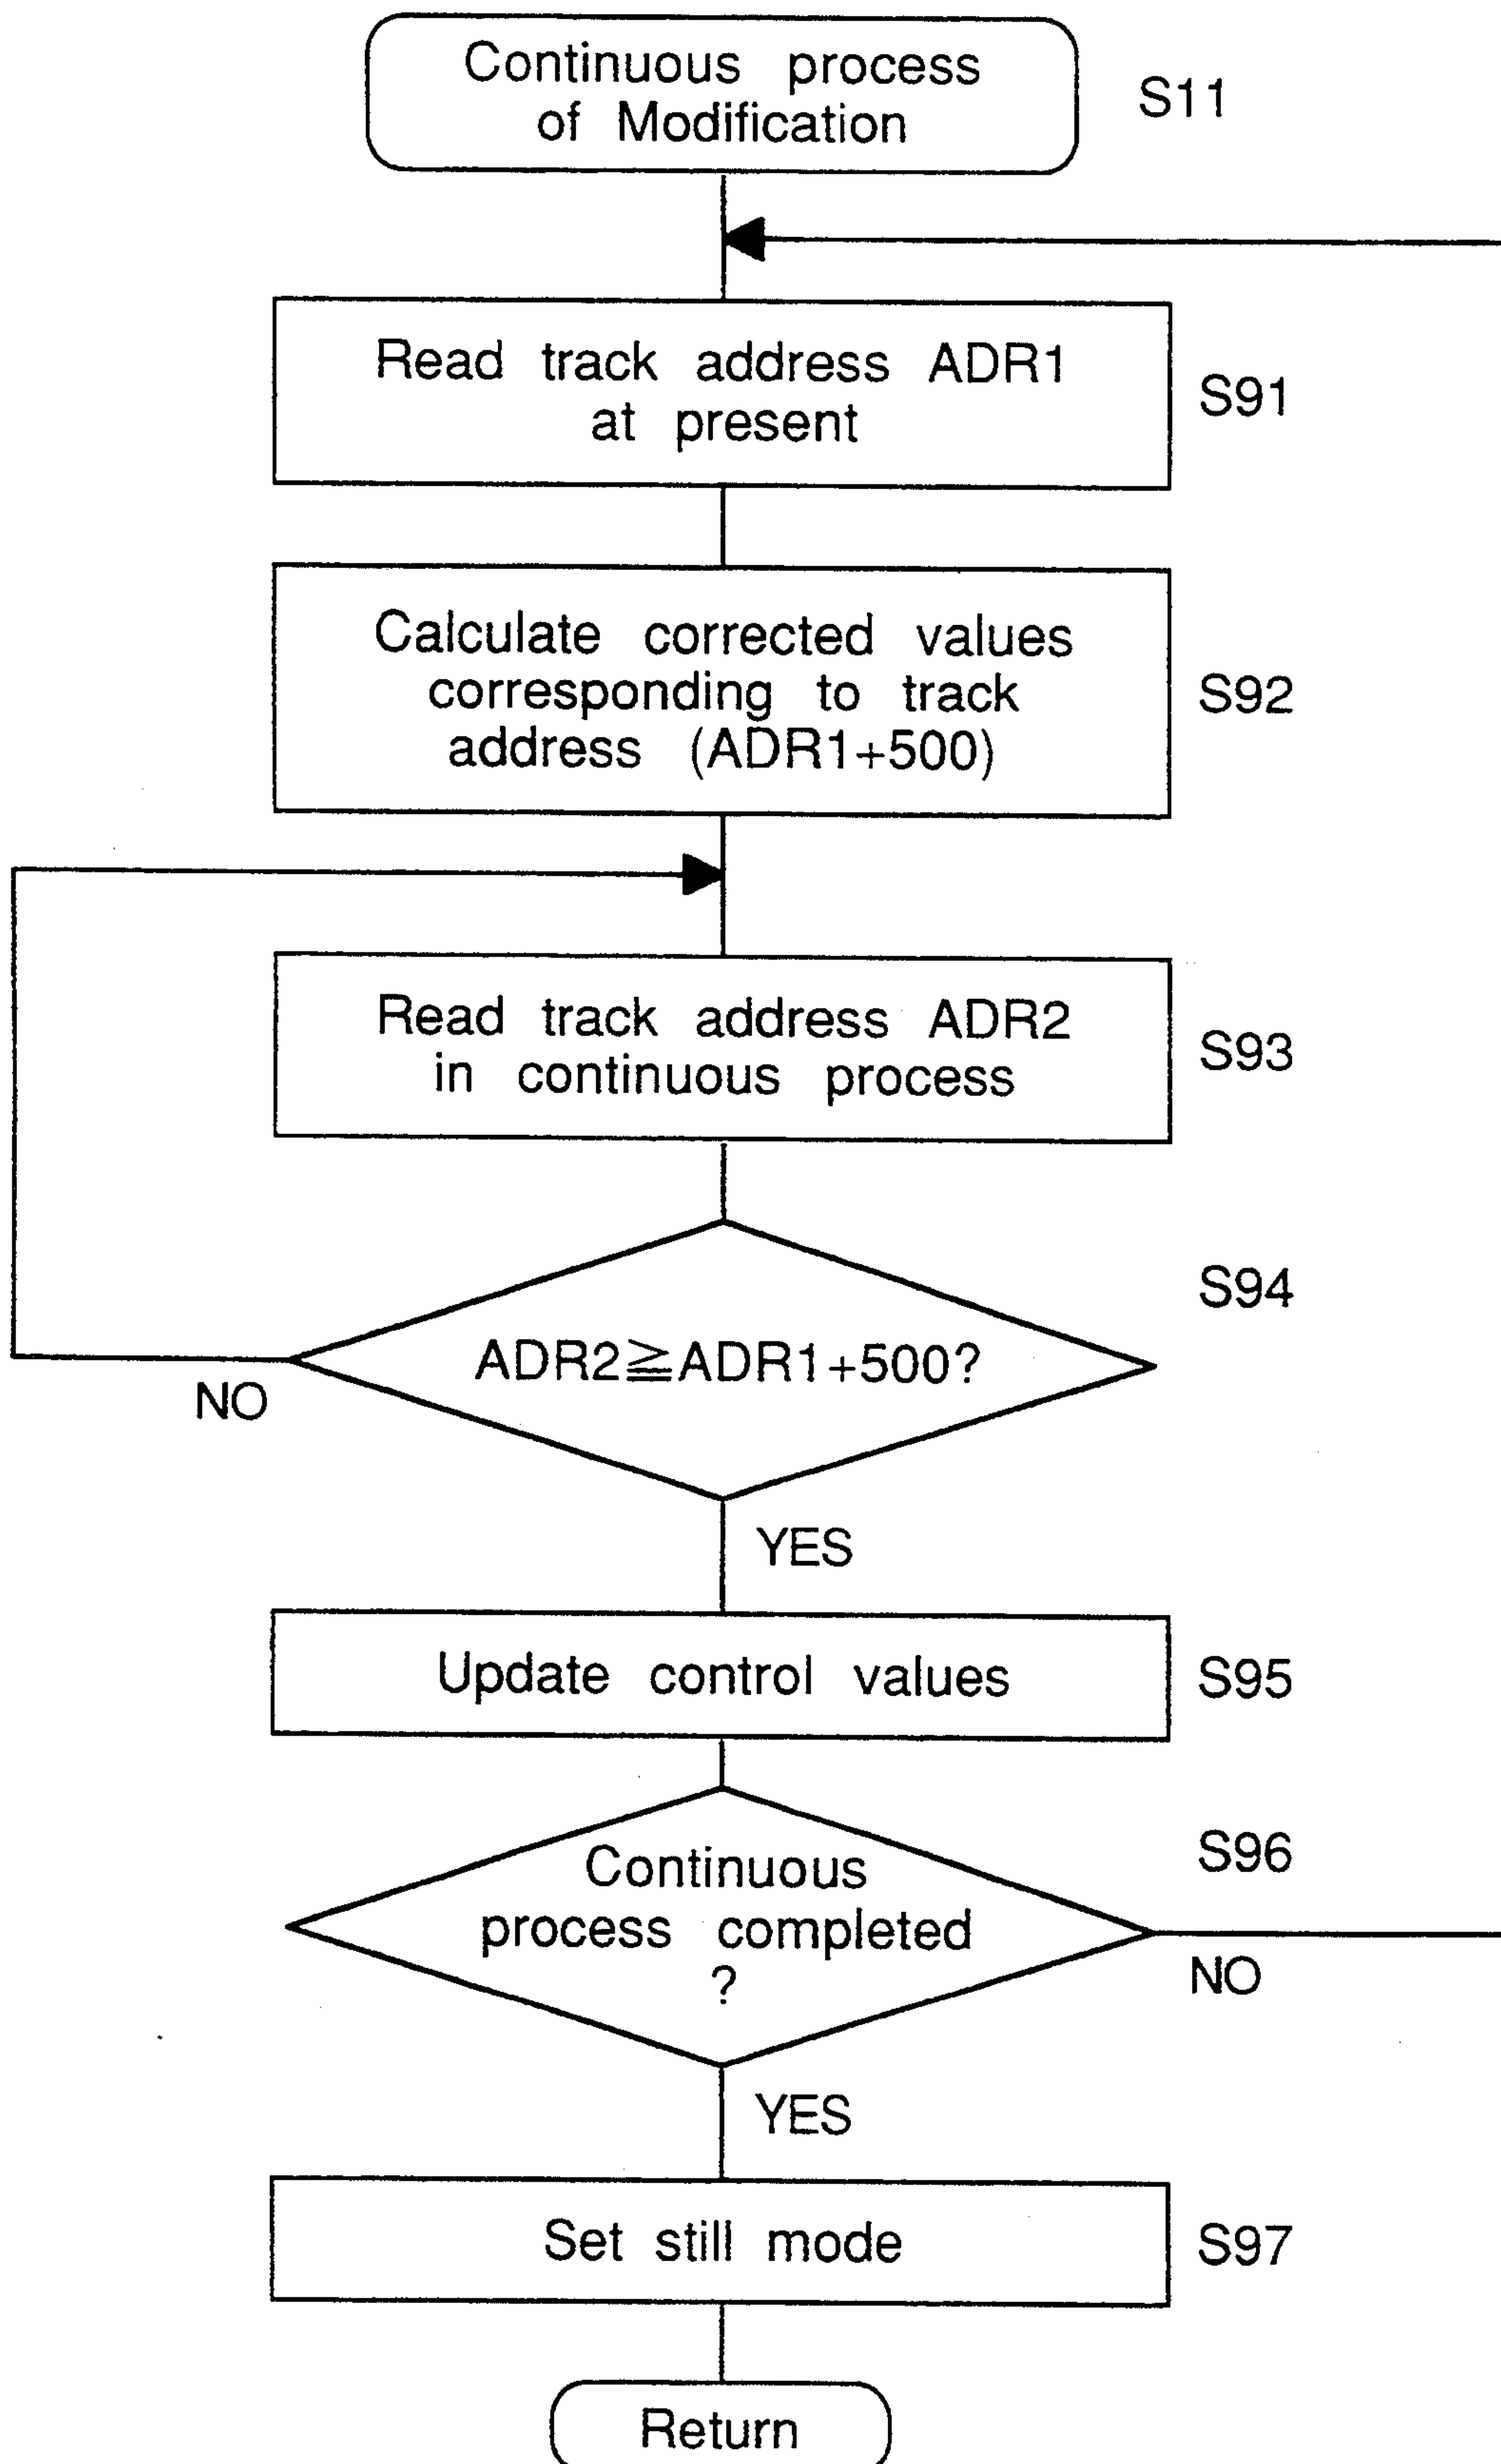 Continuous process
of Modification
S11
Read track address ADR1
at present
S91
Calculate corrected values
corresponding to track
address (ADR1+500)
S92
Read track address ADR2
in continuous process
S93
S94
ADR2≧ADR1+500?
NO
YES
Update control values
S95
Continuous
process completed
?
S96
NO
YES
Set still mode
S97
Return